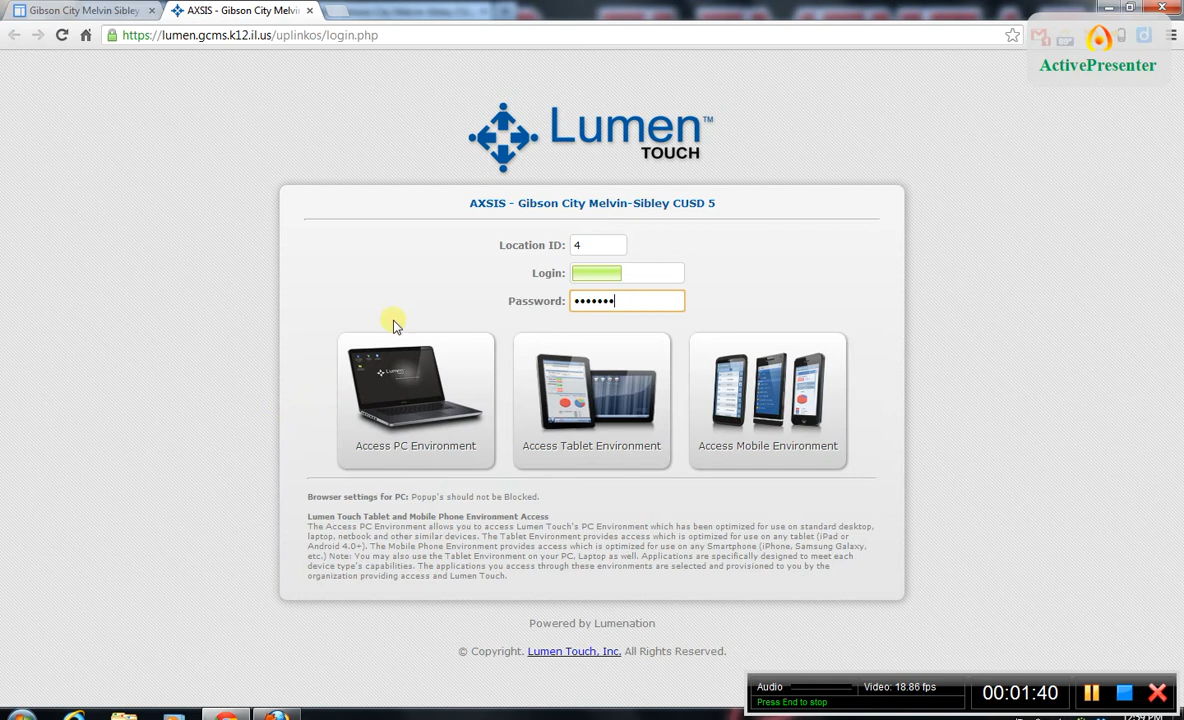 Gibson City Melvin Sibley
AXSIS - Gibson City Melvin
https://lumen.gcms.k12.il.us/uplinkos/login.php
ActivePresenter
Lumen™
TOUCH
AXSIS - Gibson City Melvin-Sibley CUSD 5
Location ID: 4
Login:
Password: •••••••
Access PC Environment
Access Tablet Environment
Access Mobile Environment
Browser settings for PC: Popup's should not be Blocked.
Lumen Touch Tablet and Mobile Phone Environment Access
The Access PC Environment allows you to access Lumen Touch's PC Environment which has been optimized for use on standard desktop,
laptop, netbook and other similar devices. The Tablet Environment provides access which is optimized for use on any tablet (iPad or
Android 4.0+). The Mobile Phone Environment provides access which is optimized for use on any Smartphone (iPhone, Samsung Galaxy,
etc.) Note: You may also use the Tablet Environment on your PC, Laptop as well. Applications are specifically designed to meet each
device type's capabilities. The applications you access through these environments are selected and provisioned to you by the
organization providing access and Lumen Touch.
Powered by Lumenation
© Copyright. Lumen Touch, Inc. All Rights Reserved.
Audio
Video: 18.86 fps
Press End to stop
00:01:40
12:59 PM